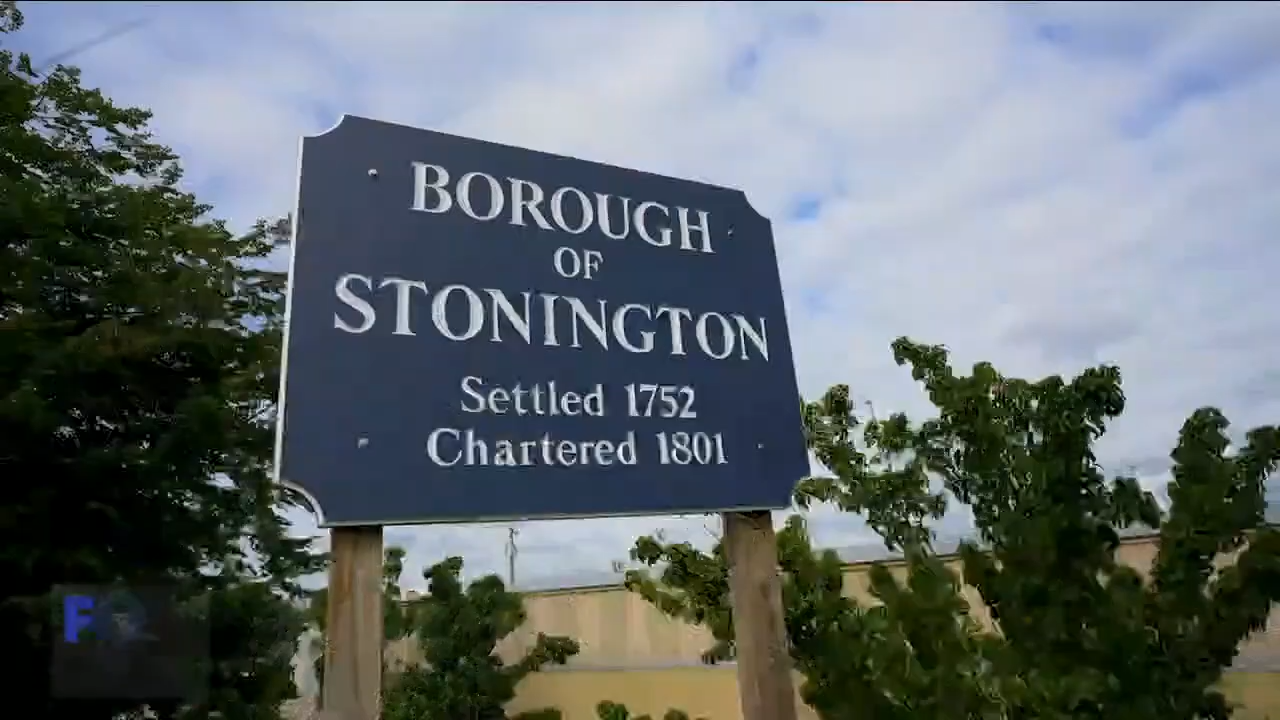 BOROUGH
OF
STONINGTON
Settled 1752
Chartered 1801